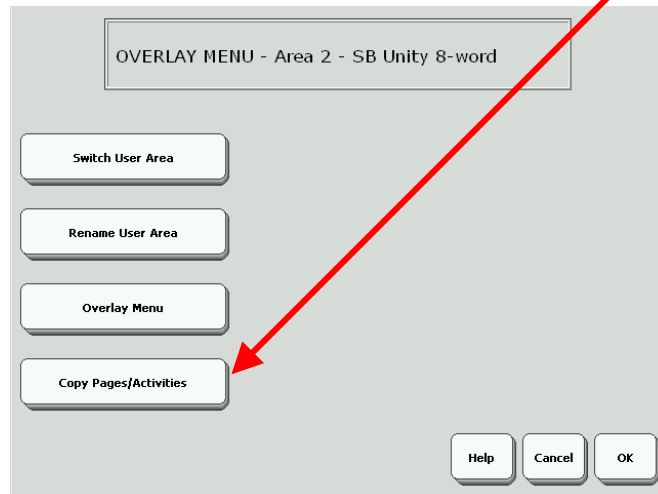 OVERLAY MENU - Area 2 - SB Unity 8-word
Switch User Area
Rename User Area
Overlay Menu
Copy Pages/Activities
Help Cancel OK